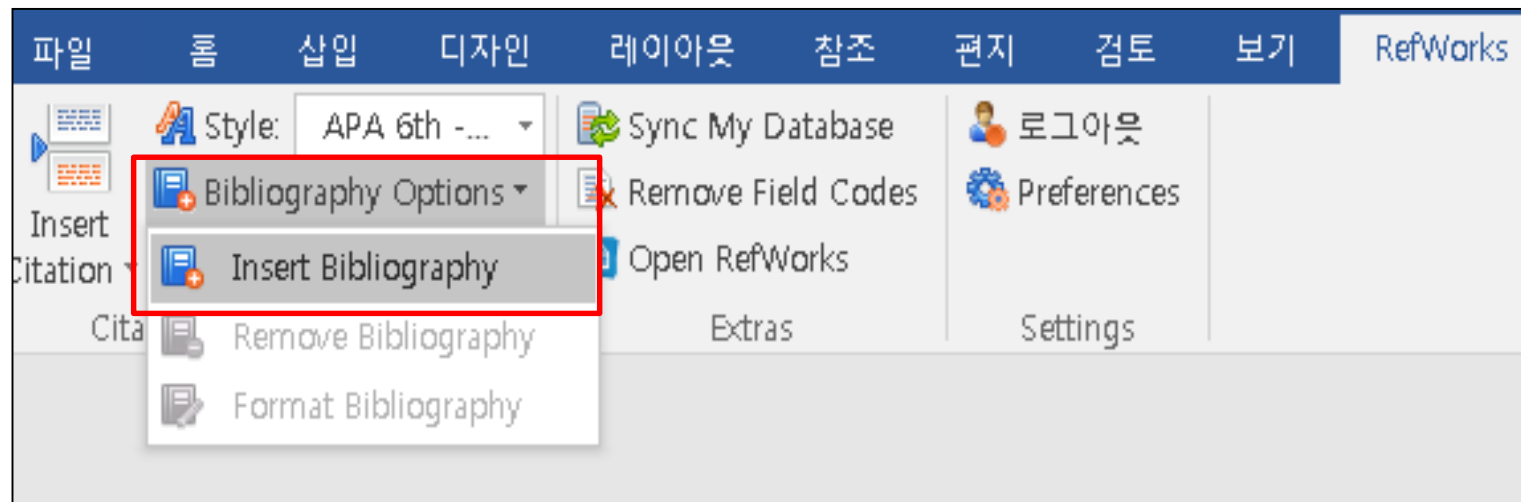 파일 홈 삽입 디자인 레이아웃 참조 편지 검토 보기 RefWorks
Style: APA 6th -... Sync My Database 로그아웃
Bibliography Options Remove Field Codes Preferences
Insert
Citation Insert Bibliography Open RefWorks
Cita Remove Bibliography Extras Settings
Format Bibliography